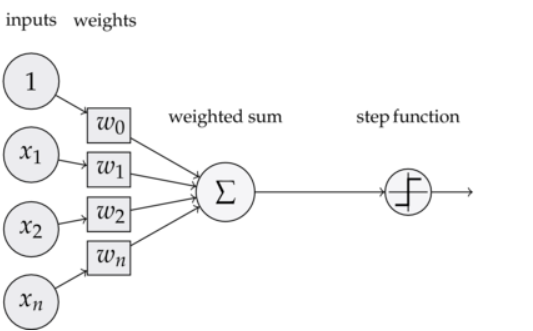 inputs weights
1
w0
weighted sum
step function
x1
w1
Σ
x2
w2
wn
xn